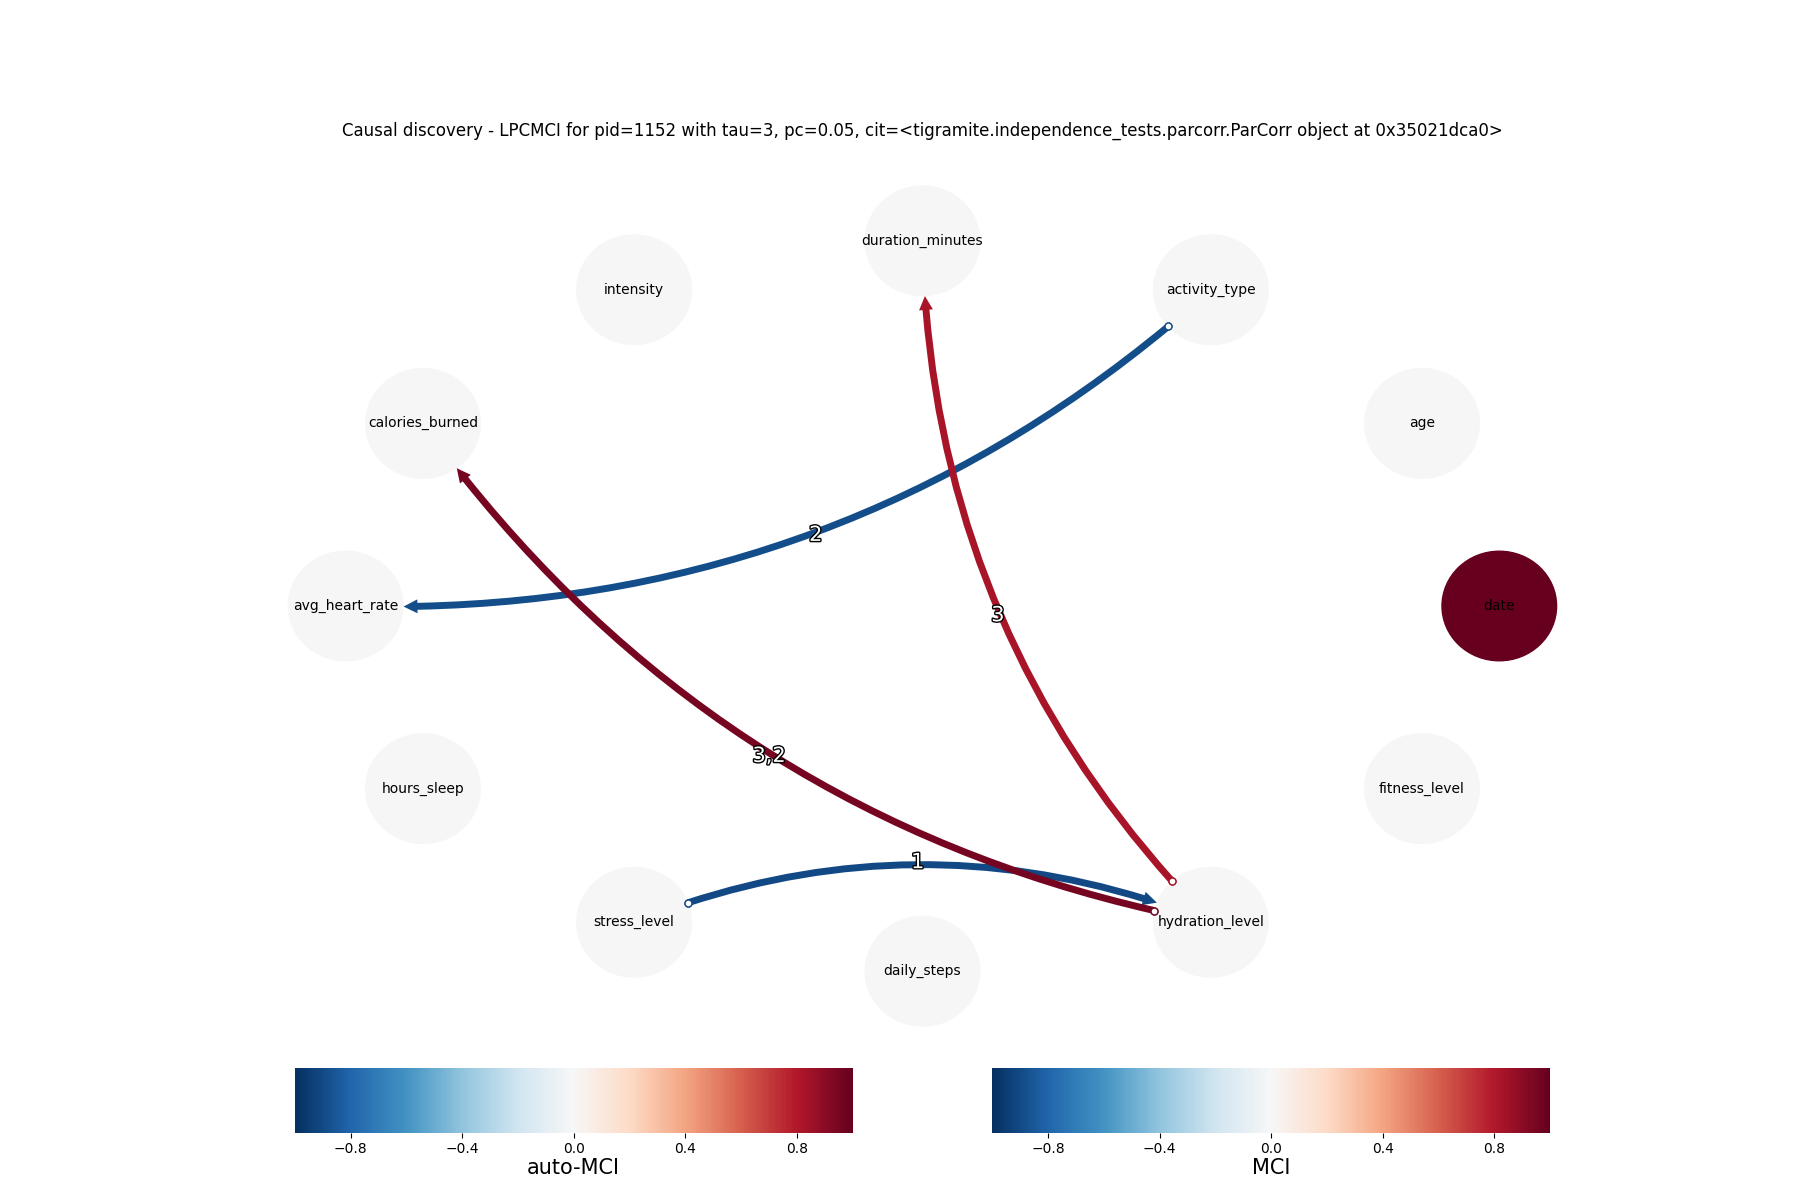 Causal discovery - LPCMCI for pid=1152 with tau=3, pc=0.05, cit=<tigramite.independence_tests.parcorr.ParCorr object at 0x35021dca0>
duration_minutes
intensity
activity_type
calories_burned
age
2
avg_heart_rate
date
3
3,2
hours_sleep
fitness_level
1
stress_level
hydration_level
daily_steps
−0.8 −0.4 0.0 0.4 0.8
auto-MCI
−0.8 −0.4 0.0 0.4 0.8
MCI